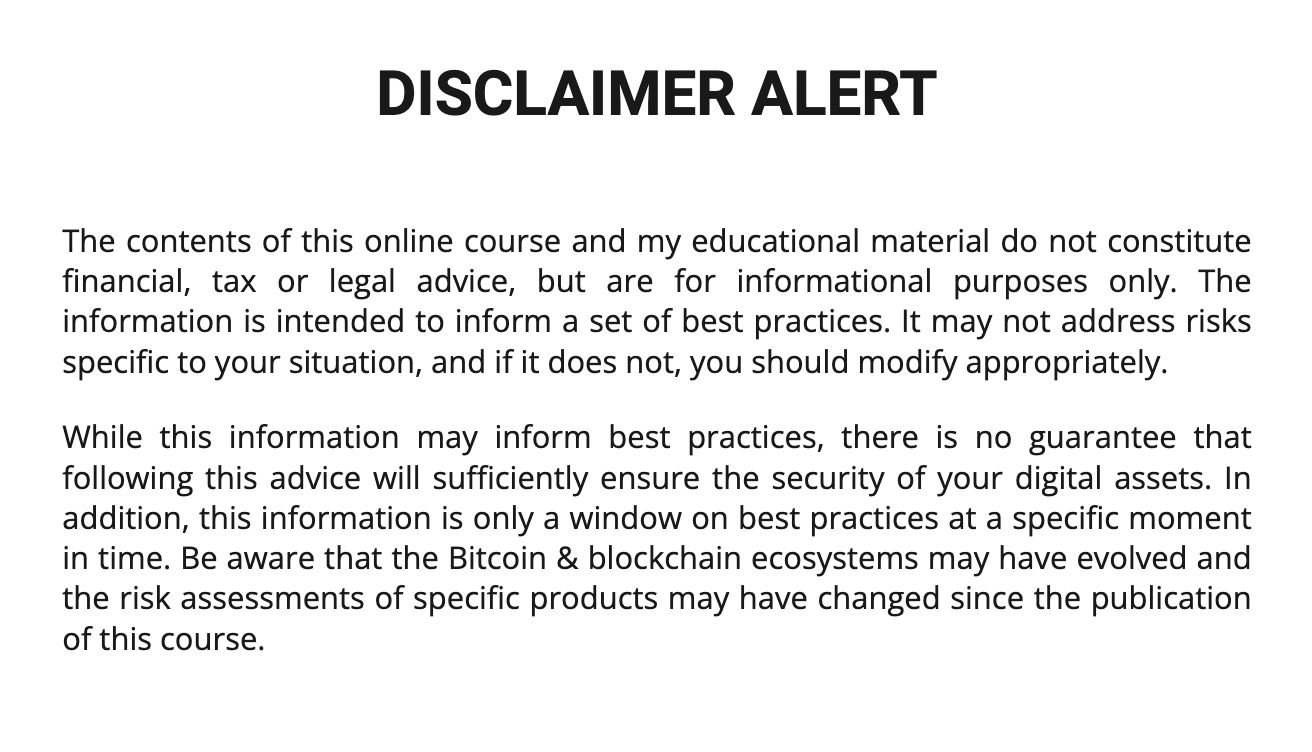 DISCLAIMER ALERT
The contents of this online course and my educational material do not constitute
financial, tax or legal advice, but are for informational purposes only. The
information is intended to inform a set of best practices. It may not address risks
specific to your situation, and if it does not, you should modify appropriately.
While this information may inform best practices, there is no guarantee that
following this advice will sufficiently ensure the security of your digital assets. In
addition, this information is only a window on best practices at a specific moment
in time. Be aware that the Bitcoin & blockchain ecosystems may have evolved and
the risk assessments of specific products may have changed since the publication
of this course.